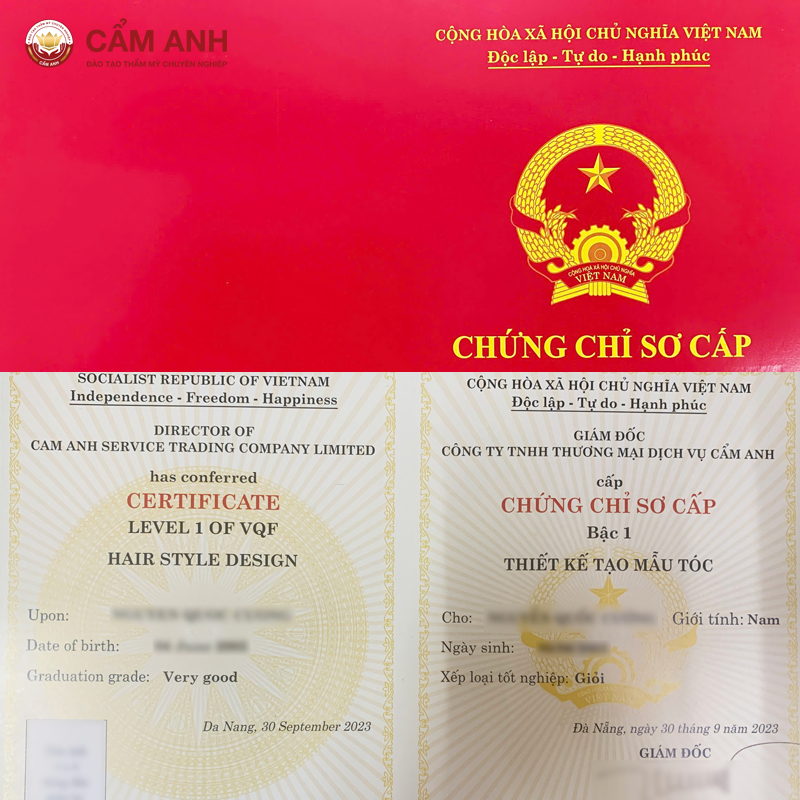 CẨM ANH
ĐÀO TẠO THẨM MỸ CHUYÊN NGHIỆP
CẨM ANH
CỘNG HÒA XÃ HỘI CHỦ NGHĨA VIỆT NAM
Độc lập - Tự do - Hạnh phúc
CỘNG HOÀ XÃ HỘI CHỦ NGHĨA
VIỆT NAM
CHỨNG CHỈ SƠ CẤP
SOCIALIST REPUBLIC OF VIETNAM
Independence - Freedom - Happiness
DIRECTOR OF
CAM ANH SERVICE TRADING COMPANY LIMITED
has conferred
CERTIFICATE
LEVEL 1 OF VQF
HAIR STYLE DESIGN
Upon:
Date of birth:
Graduation grade: Very good
Da Nang, 30 September 2023
CỘNG HÒA XÃ HỘI CHỦ NGHĨA VIỆT NAM
Độc lập - Tự do - Hạnh phúc
GIÁM ĐỐC
CÔNG TY TNHH THƯƠNG MẠI DỊCH VỤ CẨM ANH
cấp
CHỨNG CHỈ SƠ CẤP
Bậc 1
THIẾT KẾ TẠO MẪU TÓC
Cho: Giới tính: Nam
Ngày sinh:
Xếp loại tốt nghiệp: Giỏi
Đà Nẵng, ngày 30 tháng 9 năm 2023
GIÁM ĐỐC